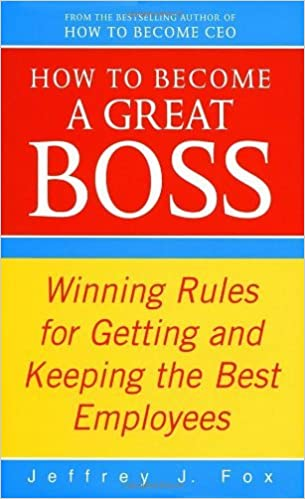 FROM THE BESTSELLING AUTHOR OF
HOW TO BECOME CEO
HOW TO BECOME
A GREAT
BOSS
Winning Rules
for Getting and
Keeping the Best
Employees
Jeffrey J. Fox